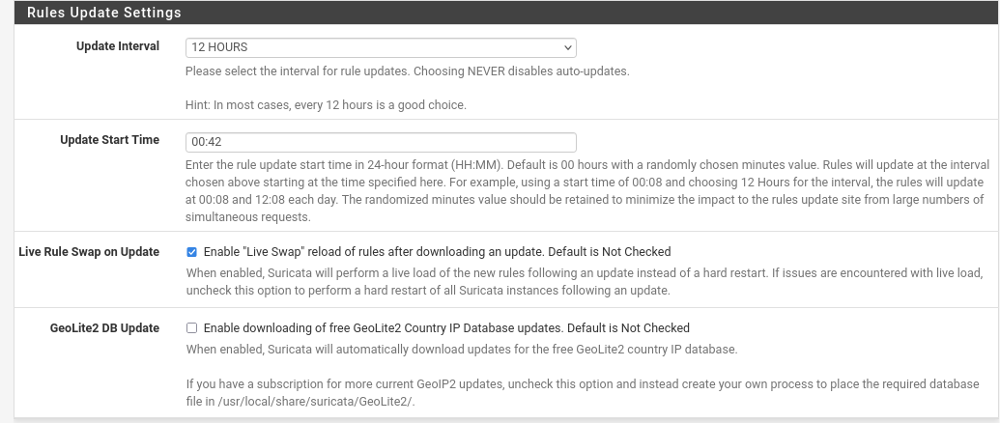 Rules Update Settings
Update Interval
12 HOURS
Please select the interval for rule updates. Choosing NEVER disables auto-updates.
Hint: In most cases, every 12 hours is a good choice.
Update Start Time
00:42
Enter the rule update start time in 24-hour format (HH:MM). Default is 00 hours with a randomly chosen minutes value. Rules will update at the interval
chosen above starting at the time specified here. For example, using a start time of 00:08 and choosing 12 Hours for the interval, the rules will update
at 00:08 and 12:08 each day. The randomized minutes value should be retained to minimize the impact to the rules update site from large numbers of
simultaneous requests.
Live Rule Swap on Update
Enable "Live Swap" reload of rules after downloading an update. Default is Not Checked
When enabled, Suricata will perform a live load of the new rules following an update instead of a hard restart. If issues are encountered with live load,
uncheck this option to perform a hard restart of all Suricata instances following an update.
GeoLite2 DB Update
Enable downloading of free GeoLite2 Country IP Database updates. Default is Not Checked
When enabled, Suricata will automatically download updates for the free GeoLite2 country IP database.
If you have a subscription for more current GeoIP2 updates, uncheck this option and instead create your own process to place the required database
file in /usr/local/share/suricata/GeoLite2/.